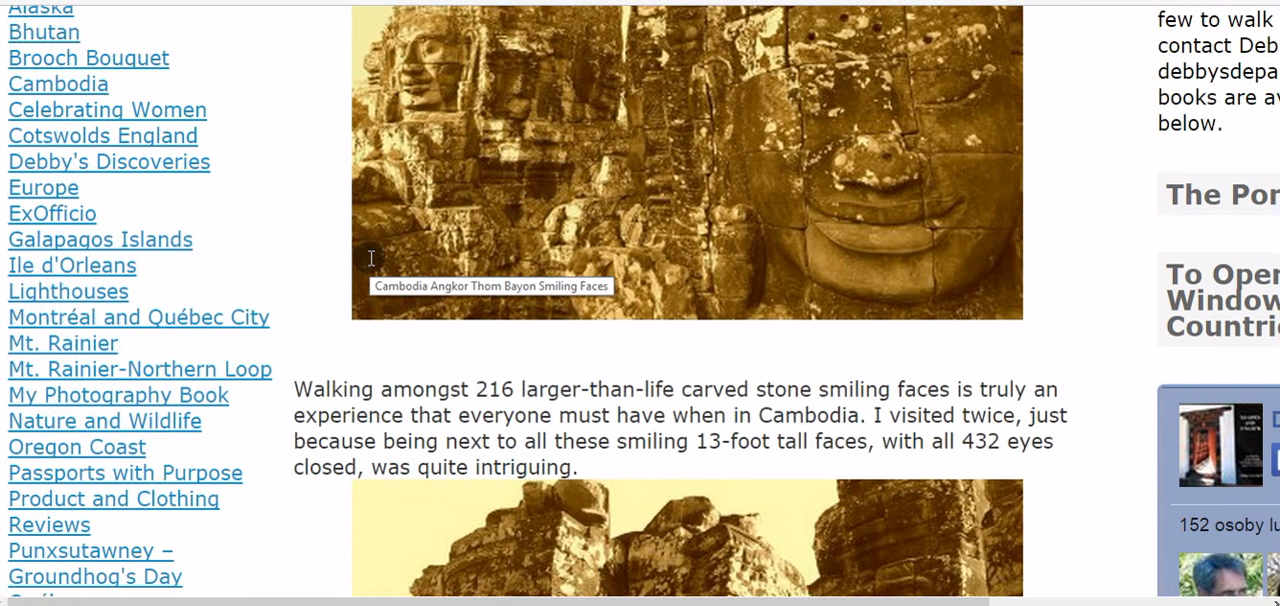 Alaska
Bhutan
Brooch Bouquet
Cambodia
Celebrating Women
Cotswolds England
Debby's Discoveries
Europe
ExOfficio
Galapagos Islands
Ile d'Orleans
Lighthouses
Montréal and Québec City
Mt. Rainier
Mt. Rainier-Northern Loop
My Photography Book
Nature and Wildlife
Oregon Coast
Passports with Purpose
Product and Clothing
Reviews
Punxsutawney –
Groundhog's Day
Cambodia Angkor Thom Bayon Smiling Faces
Walking amongst 216 larger-than-life carved stone smiling faces is truly an
experience that everyone must have when in Cambodia. I visited twice, just
because being next to all these smiling 13-foot tall faces, with all 432 eyes
closed, was quite intriguing.
few to walk
contact Deb
debbysdepa
books are av
below.
The Por
To Open
Window
Countri
152 osoby lu